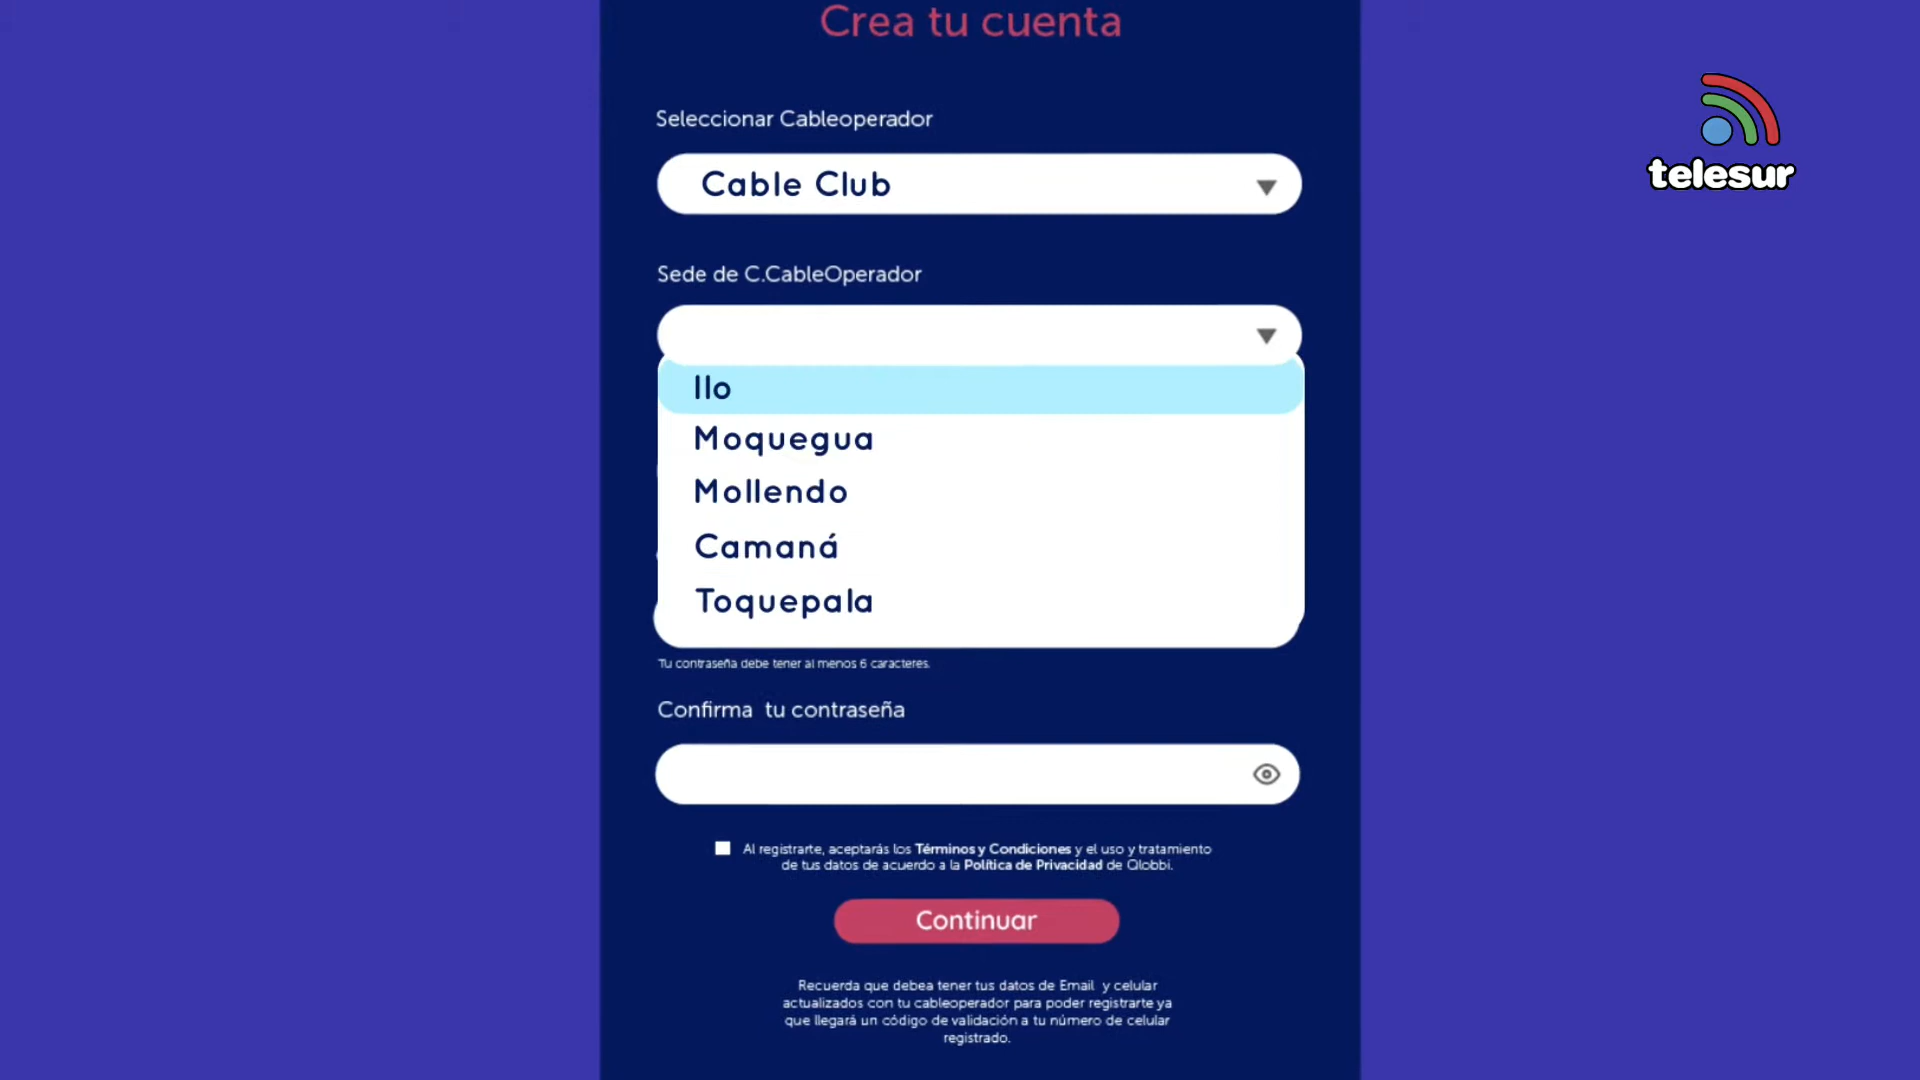 Crea tu cuenta
telesur
Seleccionar Cableoperador
Cable Club
Sede de C.CableOperador
Ilo
Moquegua
Mollendo
Camaná
Toquepala
Tu contraseña debe tener al menos 6 caracteres.
Confirma tu contraseña
Al registrarte, aceptarás los Términos y Condiciones y el uso y tratamiento
de tus datos de acuerdo a la Política de Privacidad de Qlobbi.
Continuar
Recuerda que debea tener tus datos de Email y celular
actualizados con tu cableoperador para poder registrarte ya
que llegará un código de validación a tu número de celular
registrado.